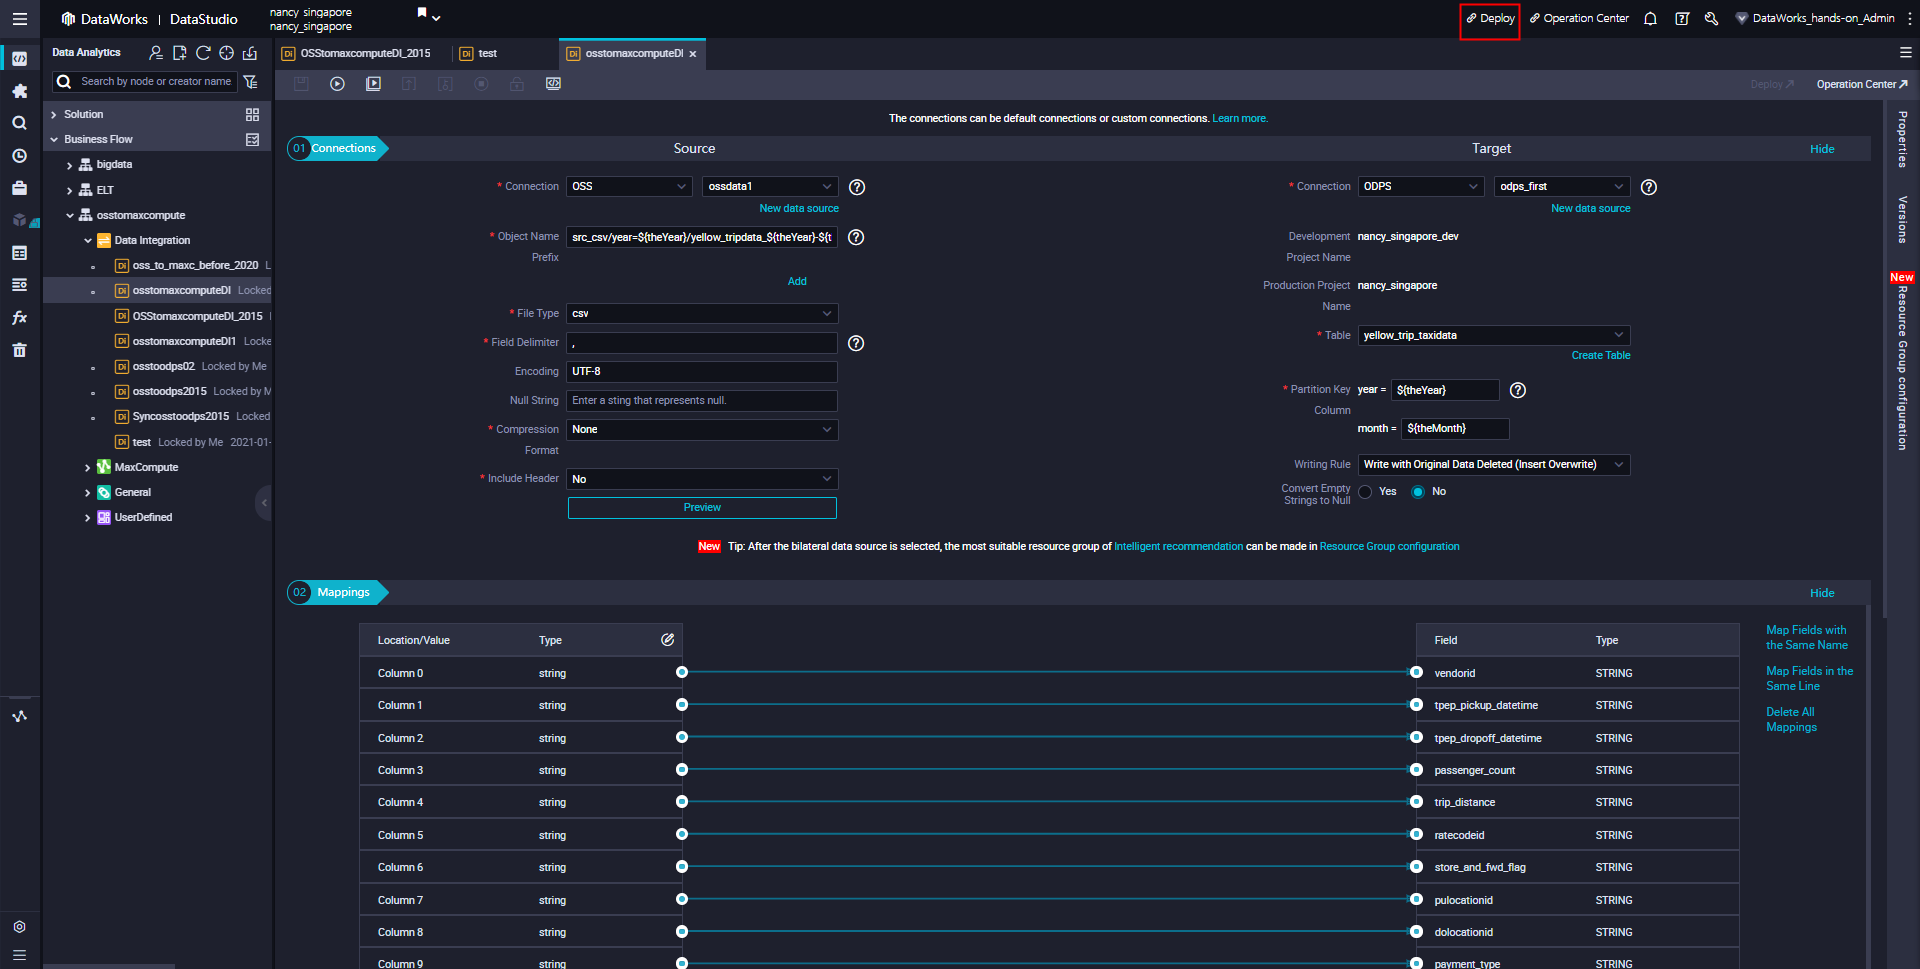 DataWorks | DataStudio
nancy_singapore
nancy_singapore
Deploy
Operation Center
DataWorks_hands-on_Admin
Data Analytics
OSStomaxcomputeDI_2015
test
osstomaxcomputeDI
Search by node or creator name
Deploy
Operation Center
Solution
Business Flow
bigdata
ELT
osstomaxcompute
Data Integration
oss_to_maxc_before_2020 L
osstomaxcomputeDI Locked
OSStomaxcomputeDI_2015
osstomaxcomputeDI1 Locke
osstoodps02 Locked by Me
osstoodps2015 Locked by M
Syncosstoodps2015 Locked
test Locked by Me 2021-01-
MaxCompute
General
UserDefined
The connections can be default connections or custom connections. Learn more.
01 Connections
Source
Target
Hide
* Connection OSS ossdata1
New data source
* Object Name Prefix src_csv/year=${theYear}/yellow_tripdata_${theYear}-${t
Add
* File Type csv
* Field Delimiter ,
Encoding UTF-8
Null String Enter a sting that represents null.
* Compression Format None
* Include Header No
Preview
* Connection ODPS odps_first
New data source
Development Project Name nancy_singapore_dev
Production Project Name nancy_singapore
* Table yellow_trip_taxidata
Create Table
* Partition Key Column year = ${theYear}
month = ${theMonth}
Writing Rule Write with Original Data Deleted (Insert Overwrite)
Convert Empty Strings to Null Yes No
New Tip: After the bilateral data source is selected, the most suitable resource group of Intelligent recommendation can be made in Resource Group configuration
02 Mappings
Hide
Location/Value Type
Field Type
Column 0 string vendorid STRING
Column 1 string tpep_pickup_datetime STRING
Column 2 string tpep_dropoff_datetime STRING
Column 3 string passenger_count STRING
Column 4 string trip_distance STRING
Column 5 string ratecodeid STRING
Column 6 string store_and_fwd_flag STRING
Column 7 string pulocationid STRING
Column 8 string dolocationid STRING
Column 9 string payment_type STRING
Map Fields with the Same Name
Map Fields in the Same Line
Delete All Mappings
Properties
Versions
New
Resource Group configuration